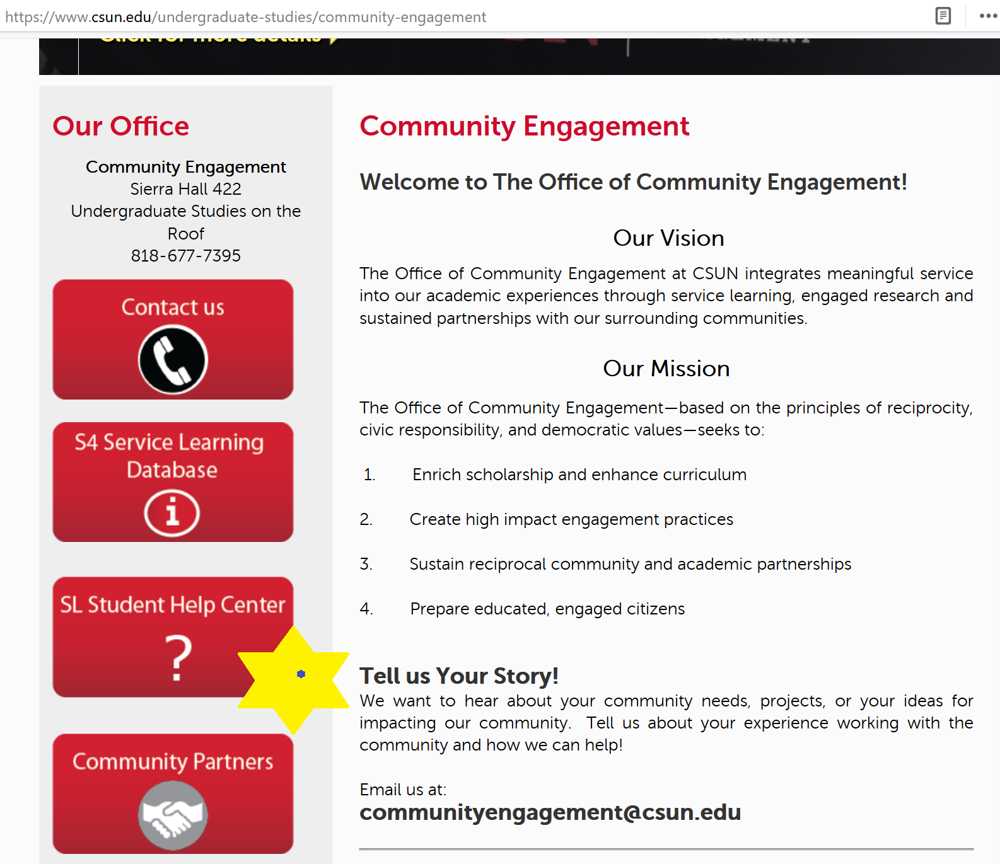 https://www.csun.edu/undergraduate-studies/community-engagement
Click for more details
Our Office
Community Engagement
Sierra Hall 422
Undergraduate Studies on the
Roof
818-677-7395
Contact us
S4 Service Learning
Database
i
SL Student Help Center
?
Community Partners
Community Engagement
Welcome to The Office of Community Engagement!
Our Vision
The Office of Community Engagement at CSUN integrates meaningful service
into our academic experiences through service learning, engaged research and
sustained partnerships with our surrounding communities.
Our Mission
The Office of Community Engagement—based on the principles of reciprocity,
civic responsibility, and democratic values—seeks to:
1. Enrich scholarship and enhance curriculum
2. Create high impact engagement practices
3. Sustain reciprocal community and academic partnerships
4. Prepare educated, engaged citizens
Tell us Your Story!
We want to hear about your community needs, projects, or your ideas for
impacting our community. Tell us about your experience working with the
community and how we can help!
Email us at:
communityengagement@csun.edu